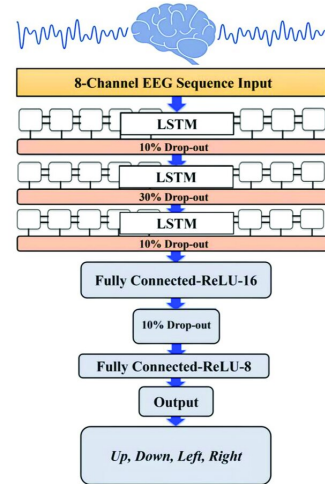 8-Channel EEG Sequence Input
LSTM
10% Drop-out
LSTM
30% Drop-out
LSTM
10% Drop-out
Fully Connected-ReLU-16
10% Drop-out
Fully Connected-ReLU-8
Output
Up, Down, Left, Right